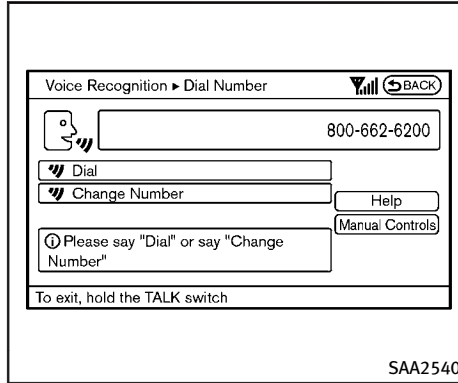 Voice Recognition ▸ Dial Number
BACK
800-662-6200
Dial
Change Number
Help
Manual Controls
Please say "Dial" or say "Change
Number"
To exit, hold the TALK switch
SAA2540